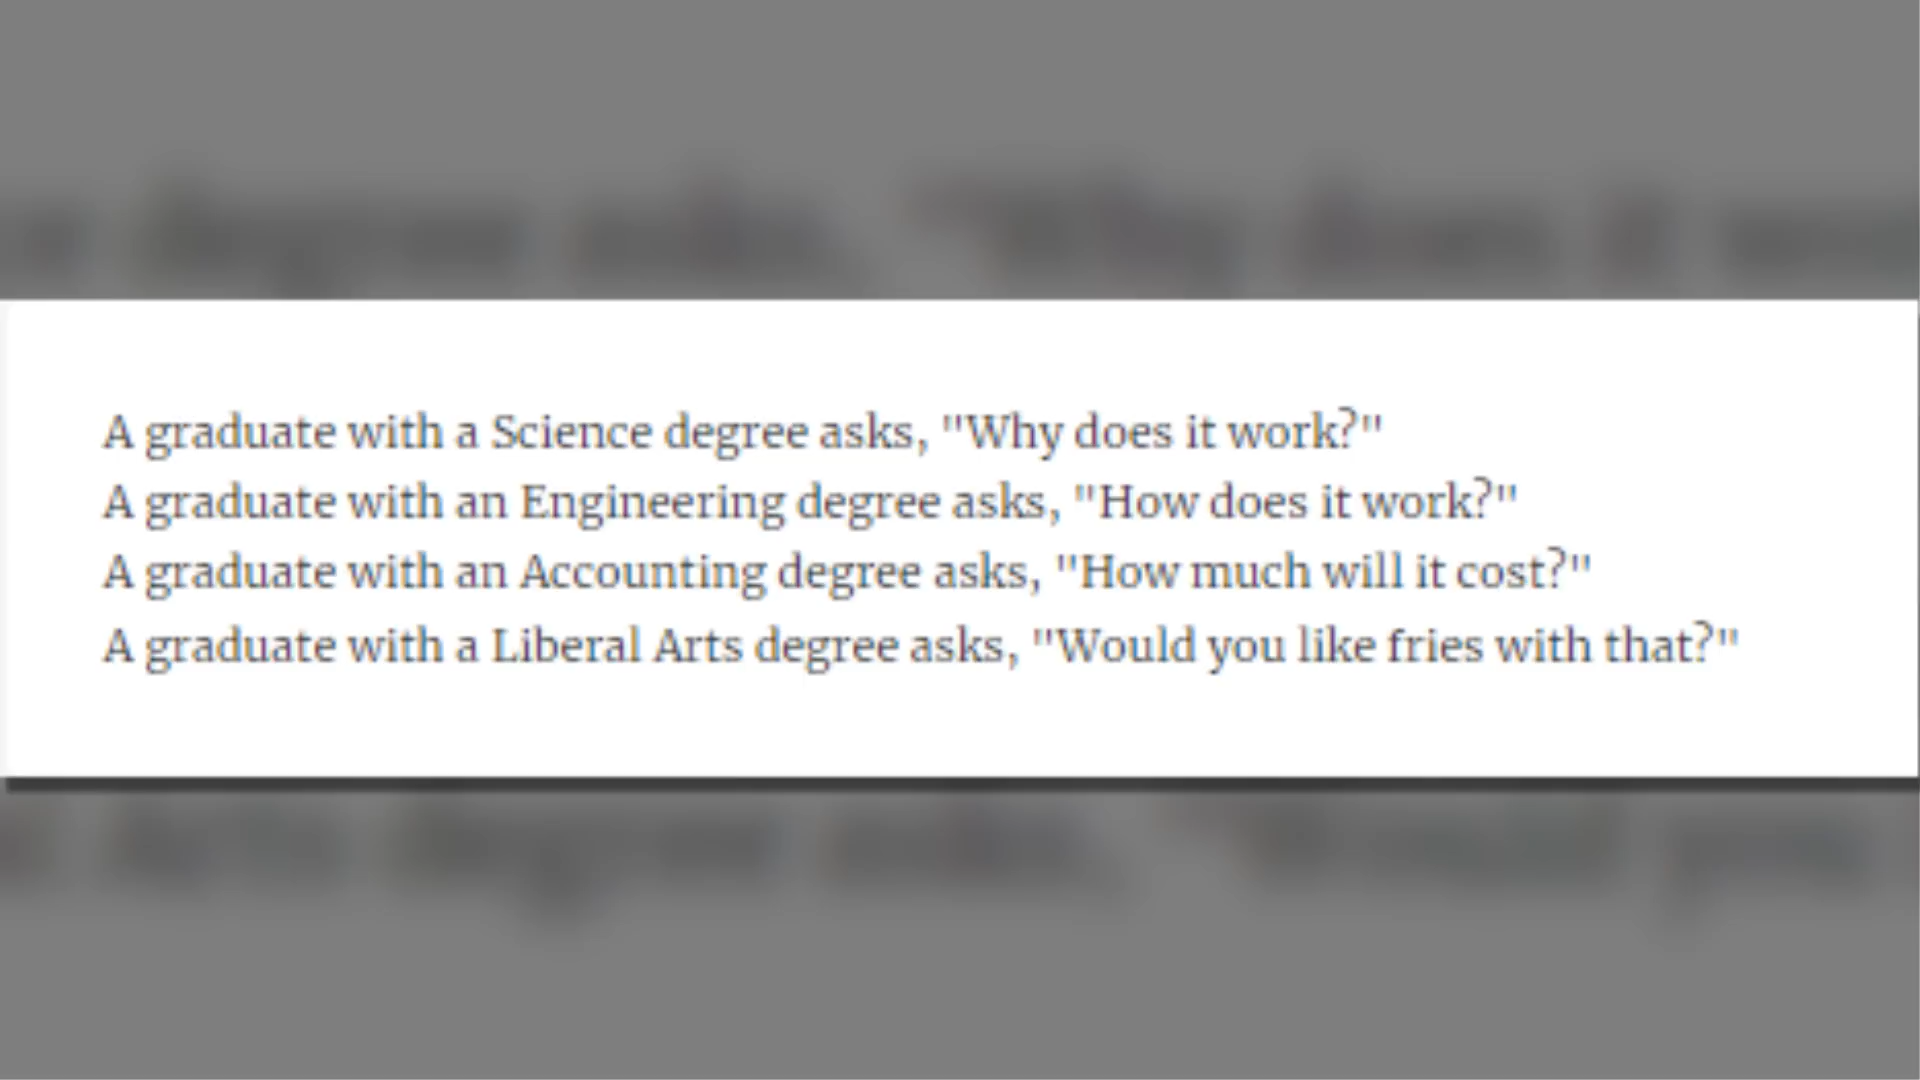 A graduate with a Science degree asks, "Why does it work?"
A graduate with an Engineering degree asks, "How does it work?"
A graduate with an Accounting degree asks, "How much will it cost?"
A graduate with a Liberal Arts degree asks, "Would you like fries with that?"